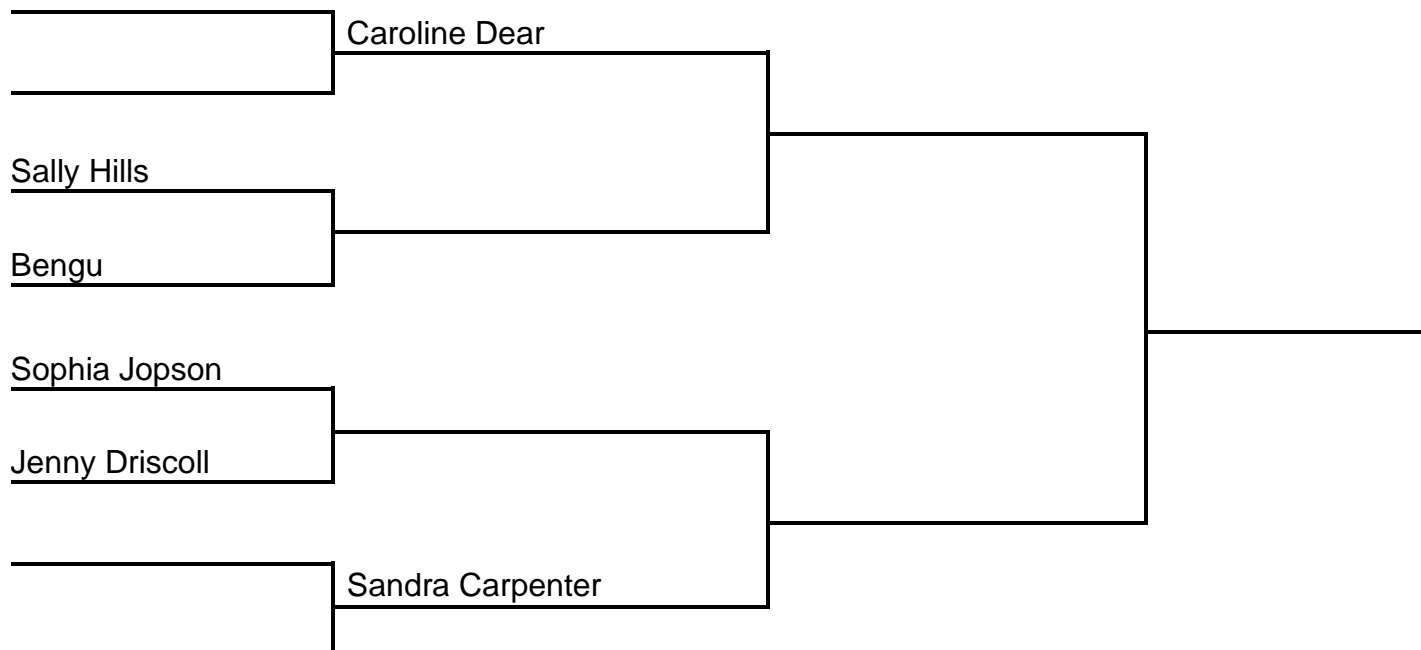 Caroline Dear
Sally Hills
Bengu
Sophia Jopson
Jenny Driscoll
Sandra Carpenter